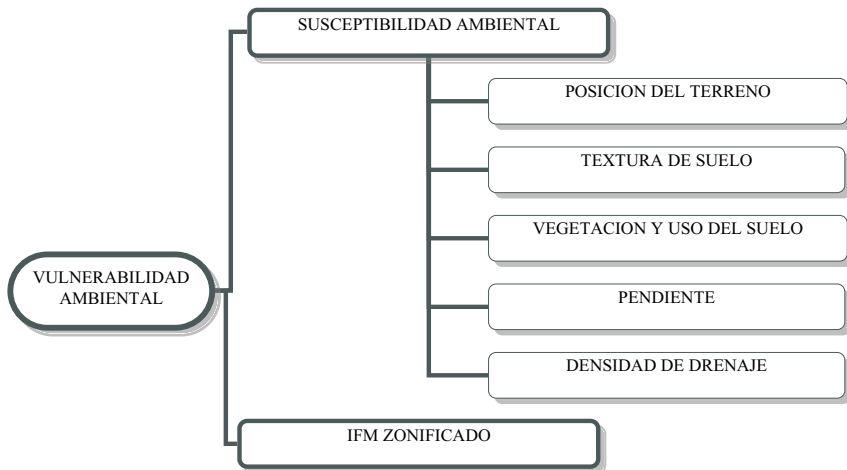 SUSCEPTIBILIDAD AMBIENTAL
POSICION DEL TERRENO
TEXTURA DE SUELO
VEGETACION Y USO DEL SUELO
VULNERABILIDAD
AMBIENTAL
PENDIENTE
DENSIDAD DE DRENAJE
IFM ZONIFICADO